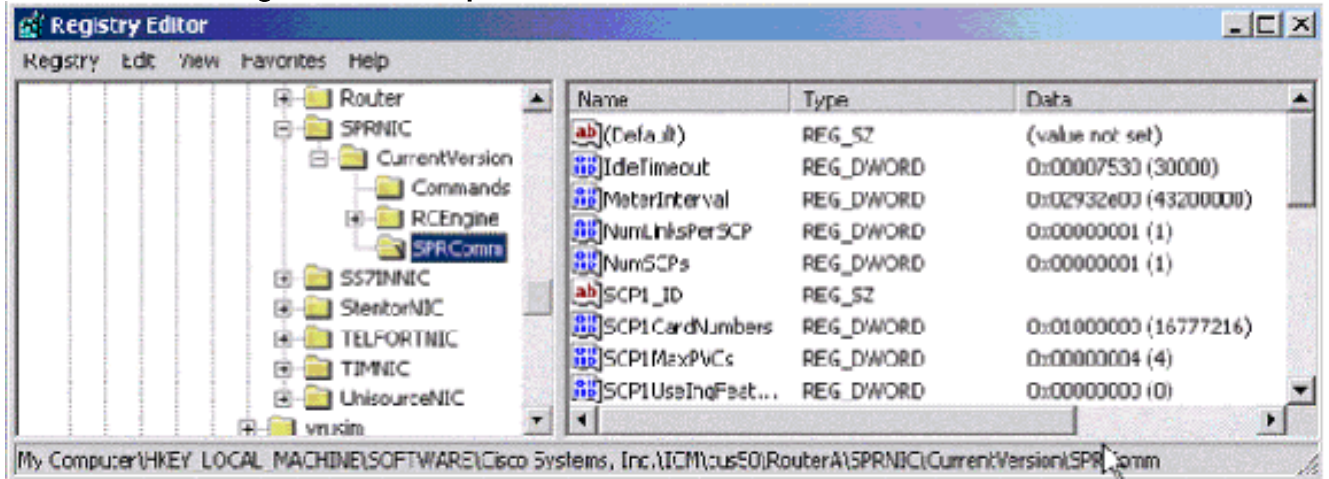 Registry Editor
Registry Edit View Favorites Help
Router
SPRNIC
CurrentVersion
Commands
RCEngine
SPRComm
SS7INNIC
StentorNIC
TELFORTNIC
TIMNIC
UnisourceNIC
vrusim
Name Type Data
(Default) REG_SZ (value not set)
IdleTimeout REG_DWORD 0x00007530 (30000)
MeterInterval REG_DWORD 0x02932e00 (43200000)
NumLinksPerSCP REG_DWORD 0x00000001 (1)
NumSCPs REG_DWORD 0x00000001 (1)
SCP1_ID REG_SZ
SCP1CardNumbers REG_DWORD 0x01000000 (16777216)
SCP1MaxPVCs REG_DWORD 0x00000004 (4)
SCP1UseInqFeat... REG_DWORD 0x00000000 (0)
My Computer\HKEY_LOCAL_MACHINE\SOFTWARE\Cisco Systems, Inc.\ICM\cus50\RouterA\SPRNIC\CurrentVersion\SPRComm